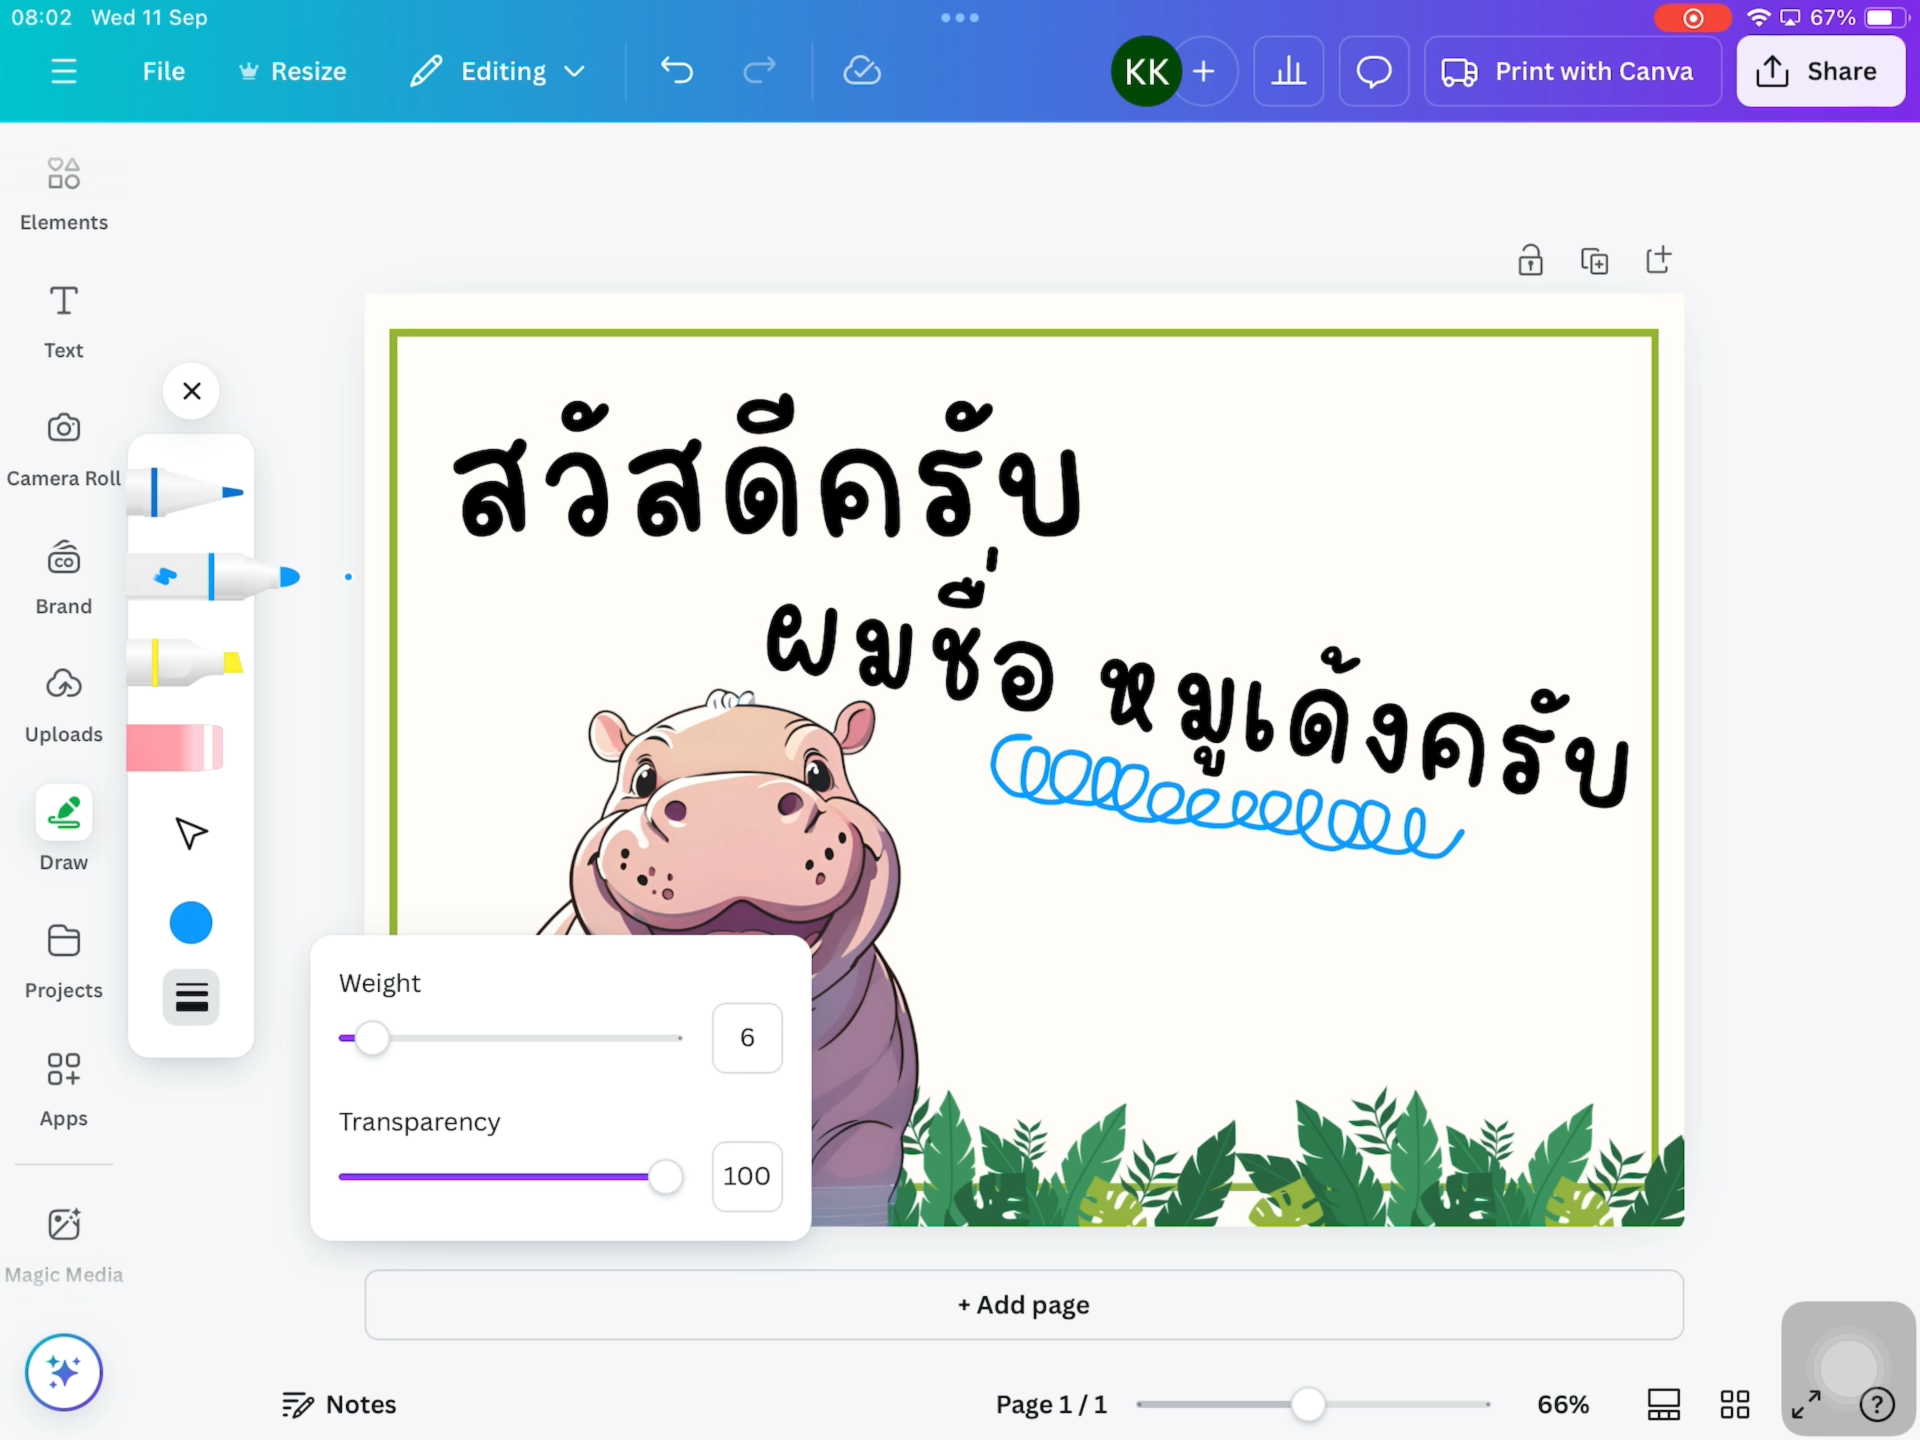 08:02 Wed 11 Sep 67%
File Resize Editing KK Print with Canva Share
Elements
Text
Camera Roll
CO
Brand
Uploads
Draw
Projects
Apps
Magic Media
สวัสดีครับ
ผมชื่อ หมูเด้งครับ
Weight
6
Transparency
100
+ Add page
Notes Page 1 / 1 66% ?